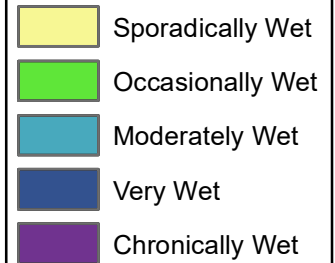 Sporadically Wet
Occasionally Wet
Moderately Wet
Very Wet
Chronically Wet